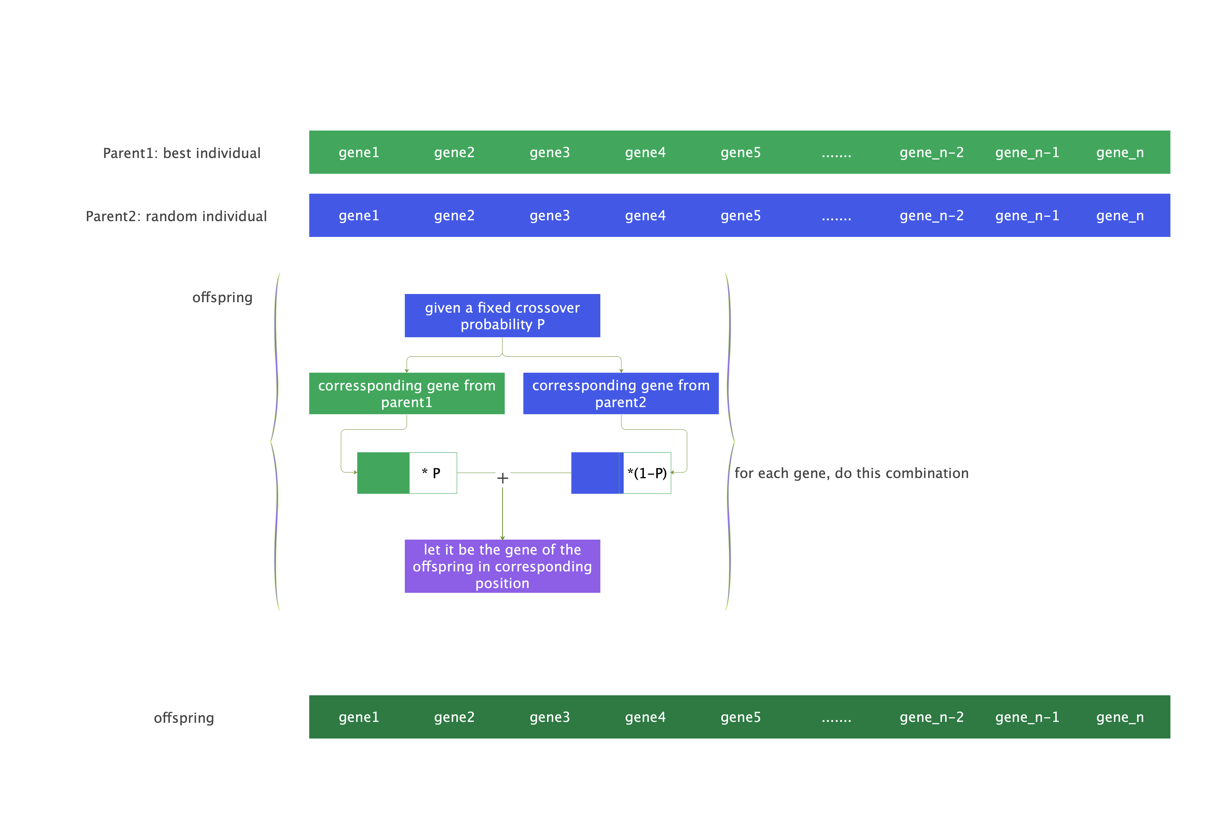 Parent1: best individual
gene1 gene2 gene3 gene4 gene5 ....... gene_n-2 gene_n-1 gene_n
Parent2: random individual
gene1 gene2 gene3 gene4 gene5 ....... gene_n-2 gene_n-1 gene_n
offspring
given a fixed crossover
probability P
corressponding gene from
parent1
corressponding gene from
parent2
* P
+
*(1-P)
for each gene, do this combination
let it be the gene of the
offspring in corresponding
position
offspring
gene1 gene2 gene3 gene4 gene5 ....... gene_n-2 gene_n-1 gene_n